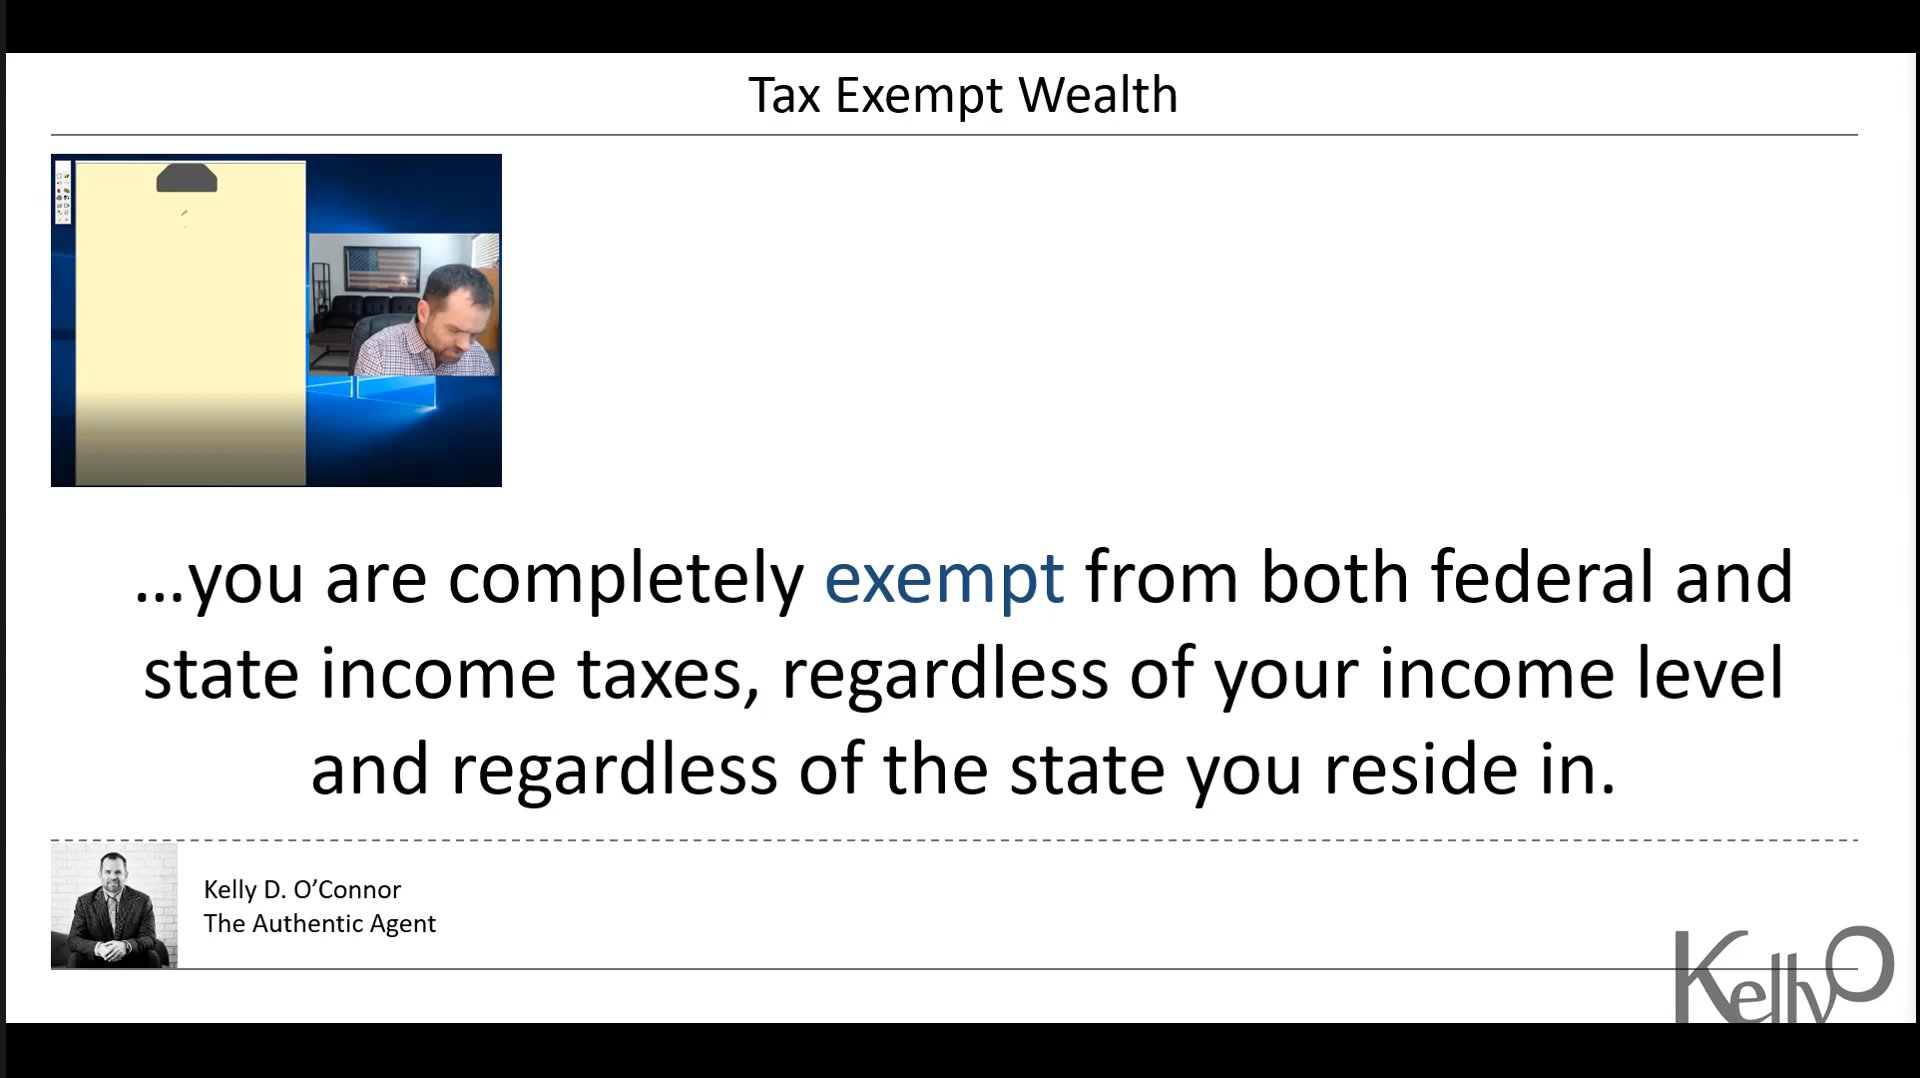 Tax Exempt Wealth
...you are completely exempt from both federal and
state income taxes, regardless of your income level
and regardless of the state you reside in.
Kelly D. O’Connor
The Authentic Agent
KellyO